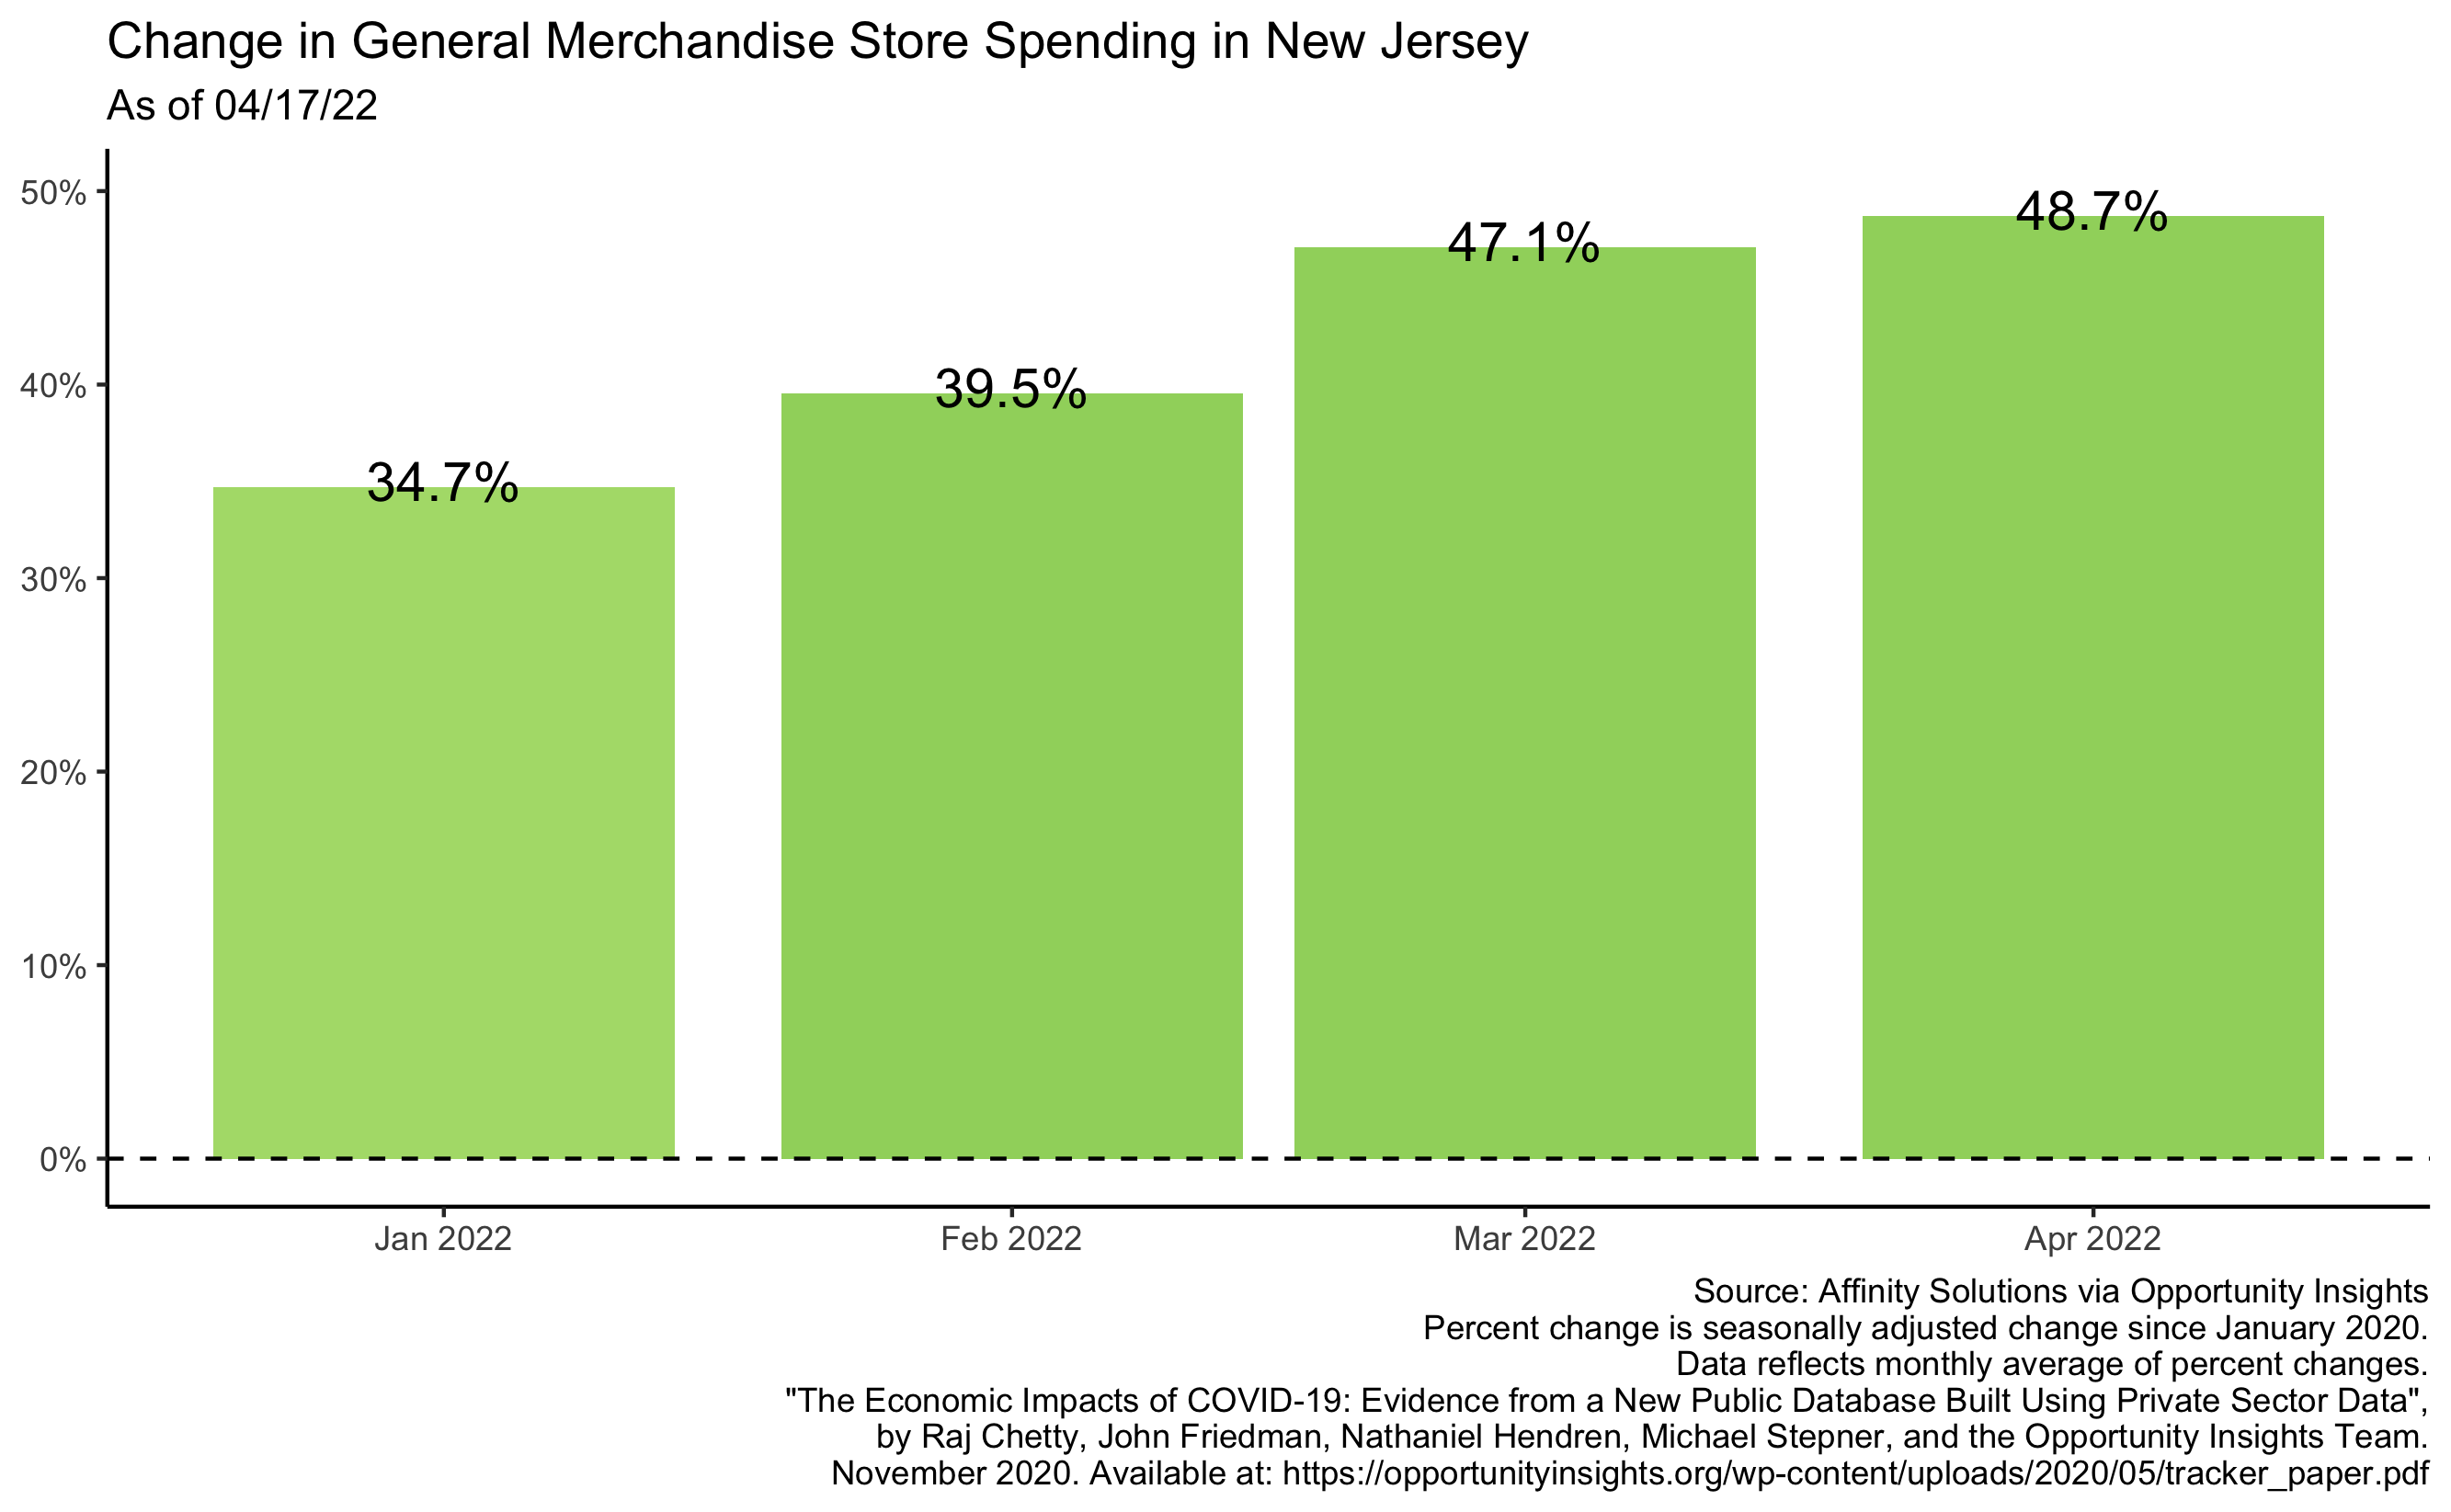 Change in General Merchandise Store Spending in New Jersey
As of 04/17/22
50%
40%
30%
20%
10%
0%
34.7%
39.5%
47.1%
48.7%
Jan 2022
Feb 2022
Mar 2022
Apr 2022
Source: Affinity Solutions via Opportunity Insights
Percent change is seasonally adjusted change since January 2020.
Data reflects monthly average of percent changes.
"The Economic Impacts of COVID-19: Evidence from a New Public Database Built Using Private Sector Data",
by Raj Chetty, John Friedman, Nathaniel Hendren, Michael Stepner, and the Opportunity Insights Team.
November 2020. Available at: https://opportunityinsights.org/wp-content/uploads/2020/05/tracker_paper.pdf